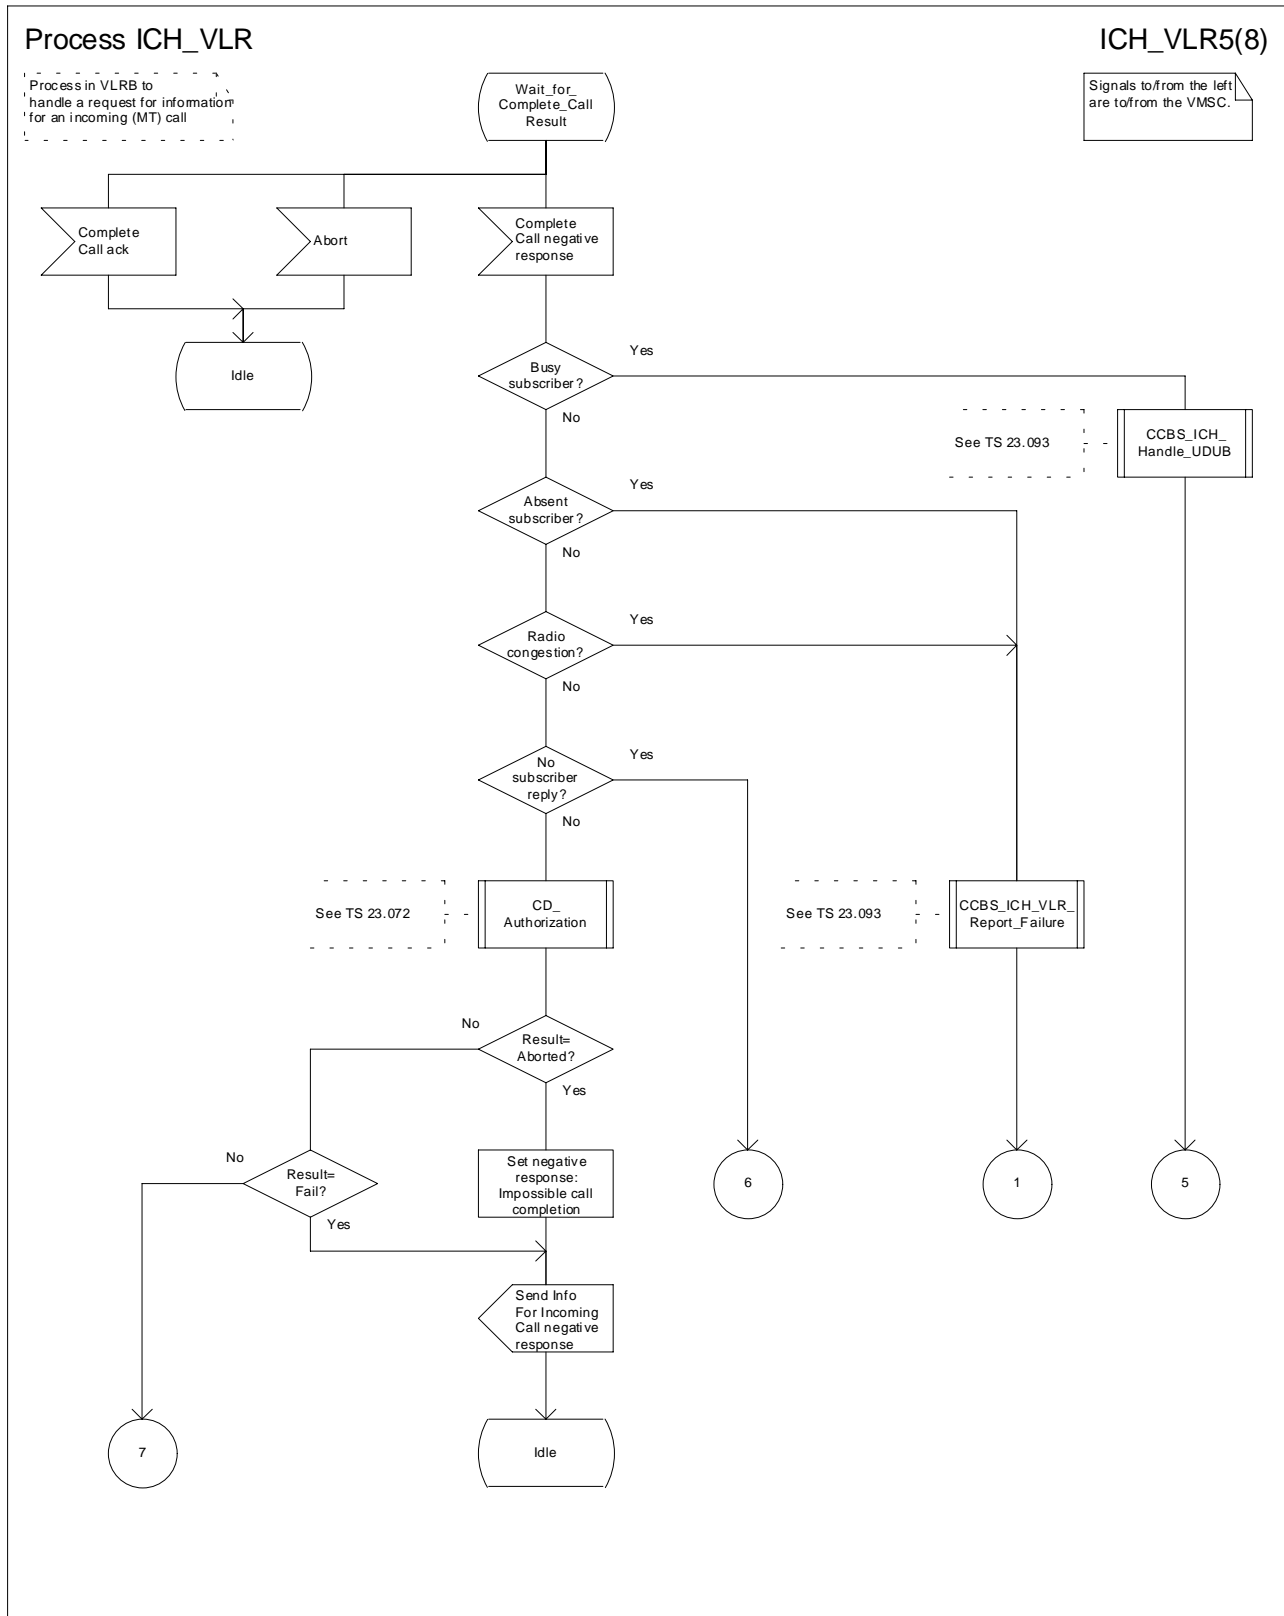 Process ICH_VLR
ICH_VLR5(8)
Process in VLRB to
handle a request for information
for an incoming (MT) call
Wait_for_
Complete_Call
Result
Signals to/from the left
are to/from the VMSC.
Complete
Call ack
Abort
Complete
Call negative
response
Idle
Busy
subscriber?
Yes
No
See TS 23.093
CCBS_ICH_
Handle_UDUB
Absent
subscriber?
Yes
No
Radio
congestion?
Yes
No
No
subscriber
reply?
Yes
No
See TS 23.072
CD_
Authorization
See TS 23.093
CCBS_ICH_VLR_
Report_Failure
No
Result=
Aborted?
Yes
No
Result=
Fail?
Yes
Set negative
response:
Impossible call
completion
6
1
5
Send Info
For Incoming
Call negative
response
7
Idle